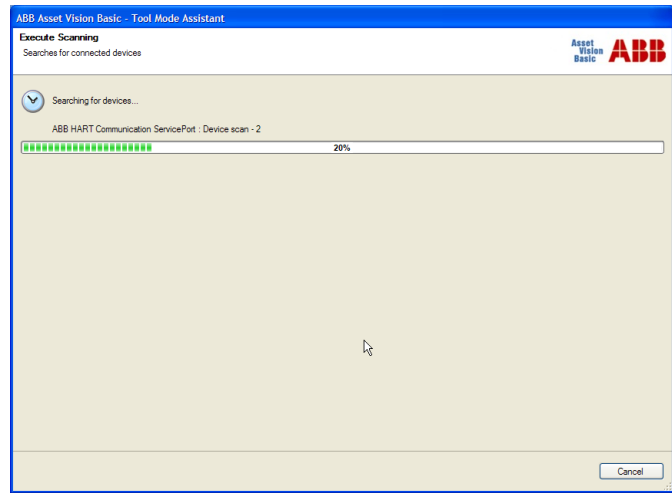 ABB Asset Vision Basic - Tool Mode Assistant
Execute Scanning
Searches for connected devices
Asset
Vision
Basic
ABB
Searching for devices...
ABB HART Communication ServicePort : Device scan - 2
20%
Cancel